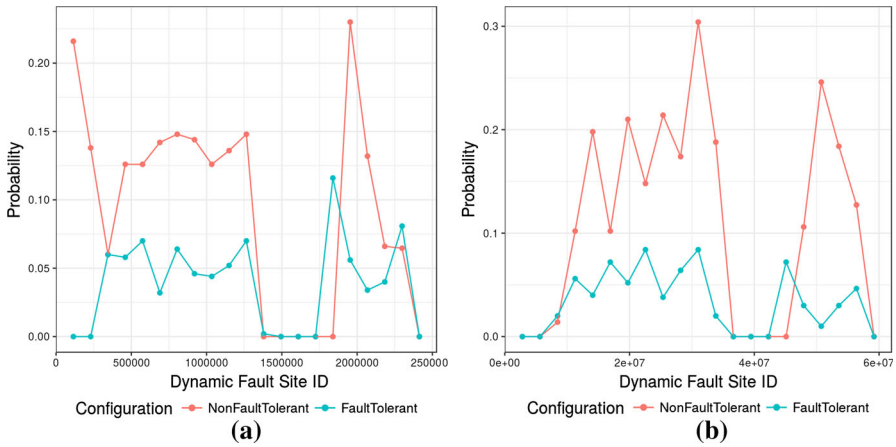 0.20
0.15
0.10
0.05
0.00
Probability
0 500000 1000000 1500000 2000000 250000
Dynamic Fault Site ID
Configuration NonFaultTolerant FaultTolerant
(a)
0.3
0.2
0.1
0.0
Probability
0e+00 2e+07 4e+07 6e+07
Dynamic Fault Site ID
Configuration NonFaultTolerant FaultTolerant
(b)